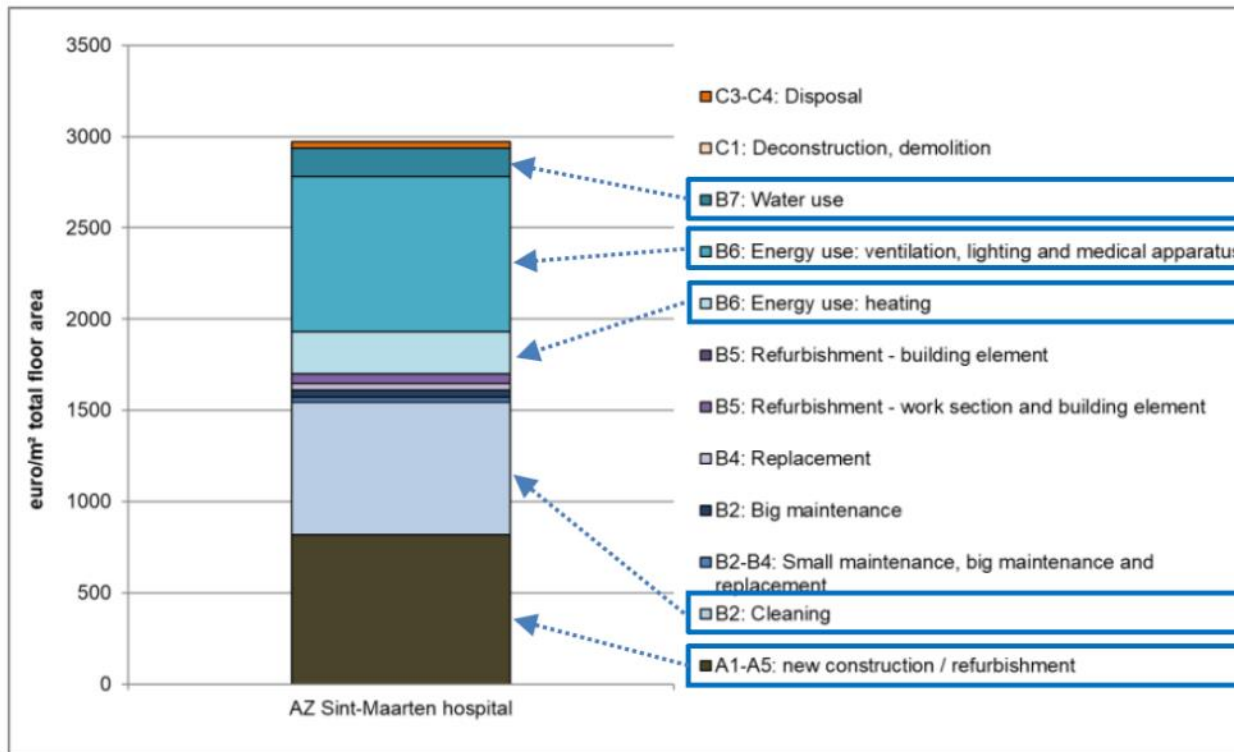 3500
3000
2500
2000
1500
1000
500
0
euro/m² total floor area
AZ Sint-Maarten hospital
C3-C4: Disposal
C1: Deconstruction, demolition
B7: Water use
B6: Energy use: ventilation, lighting and medical apparatus
B6: Energy use: heating
B5: Refurbishment - building element
B5: Refurbishment - work section and building element
B4: Replacement
B2: Big maintenance
B2-B4: Small maintenance, big maintenance and
replacement
B2: Cleaning
A1-A5: new construction / refurbishment